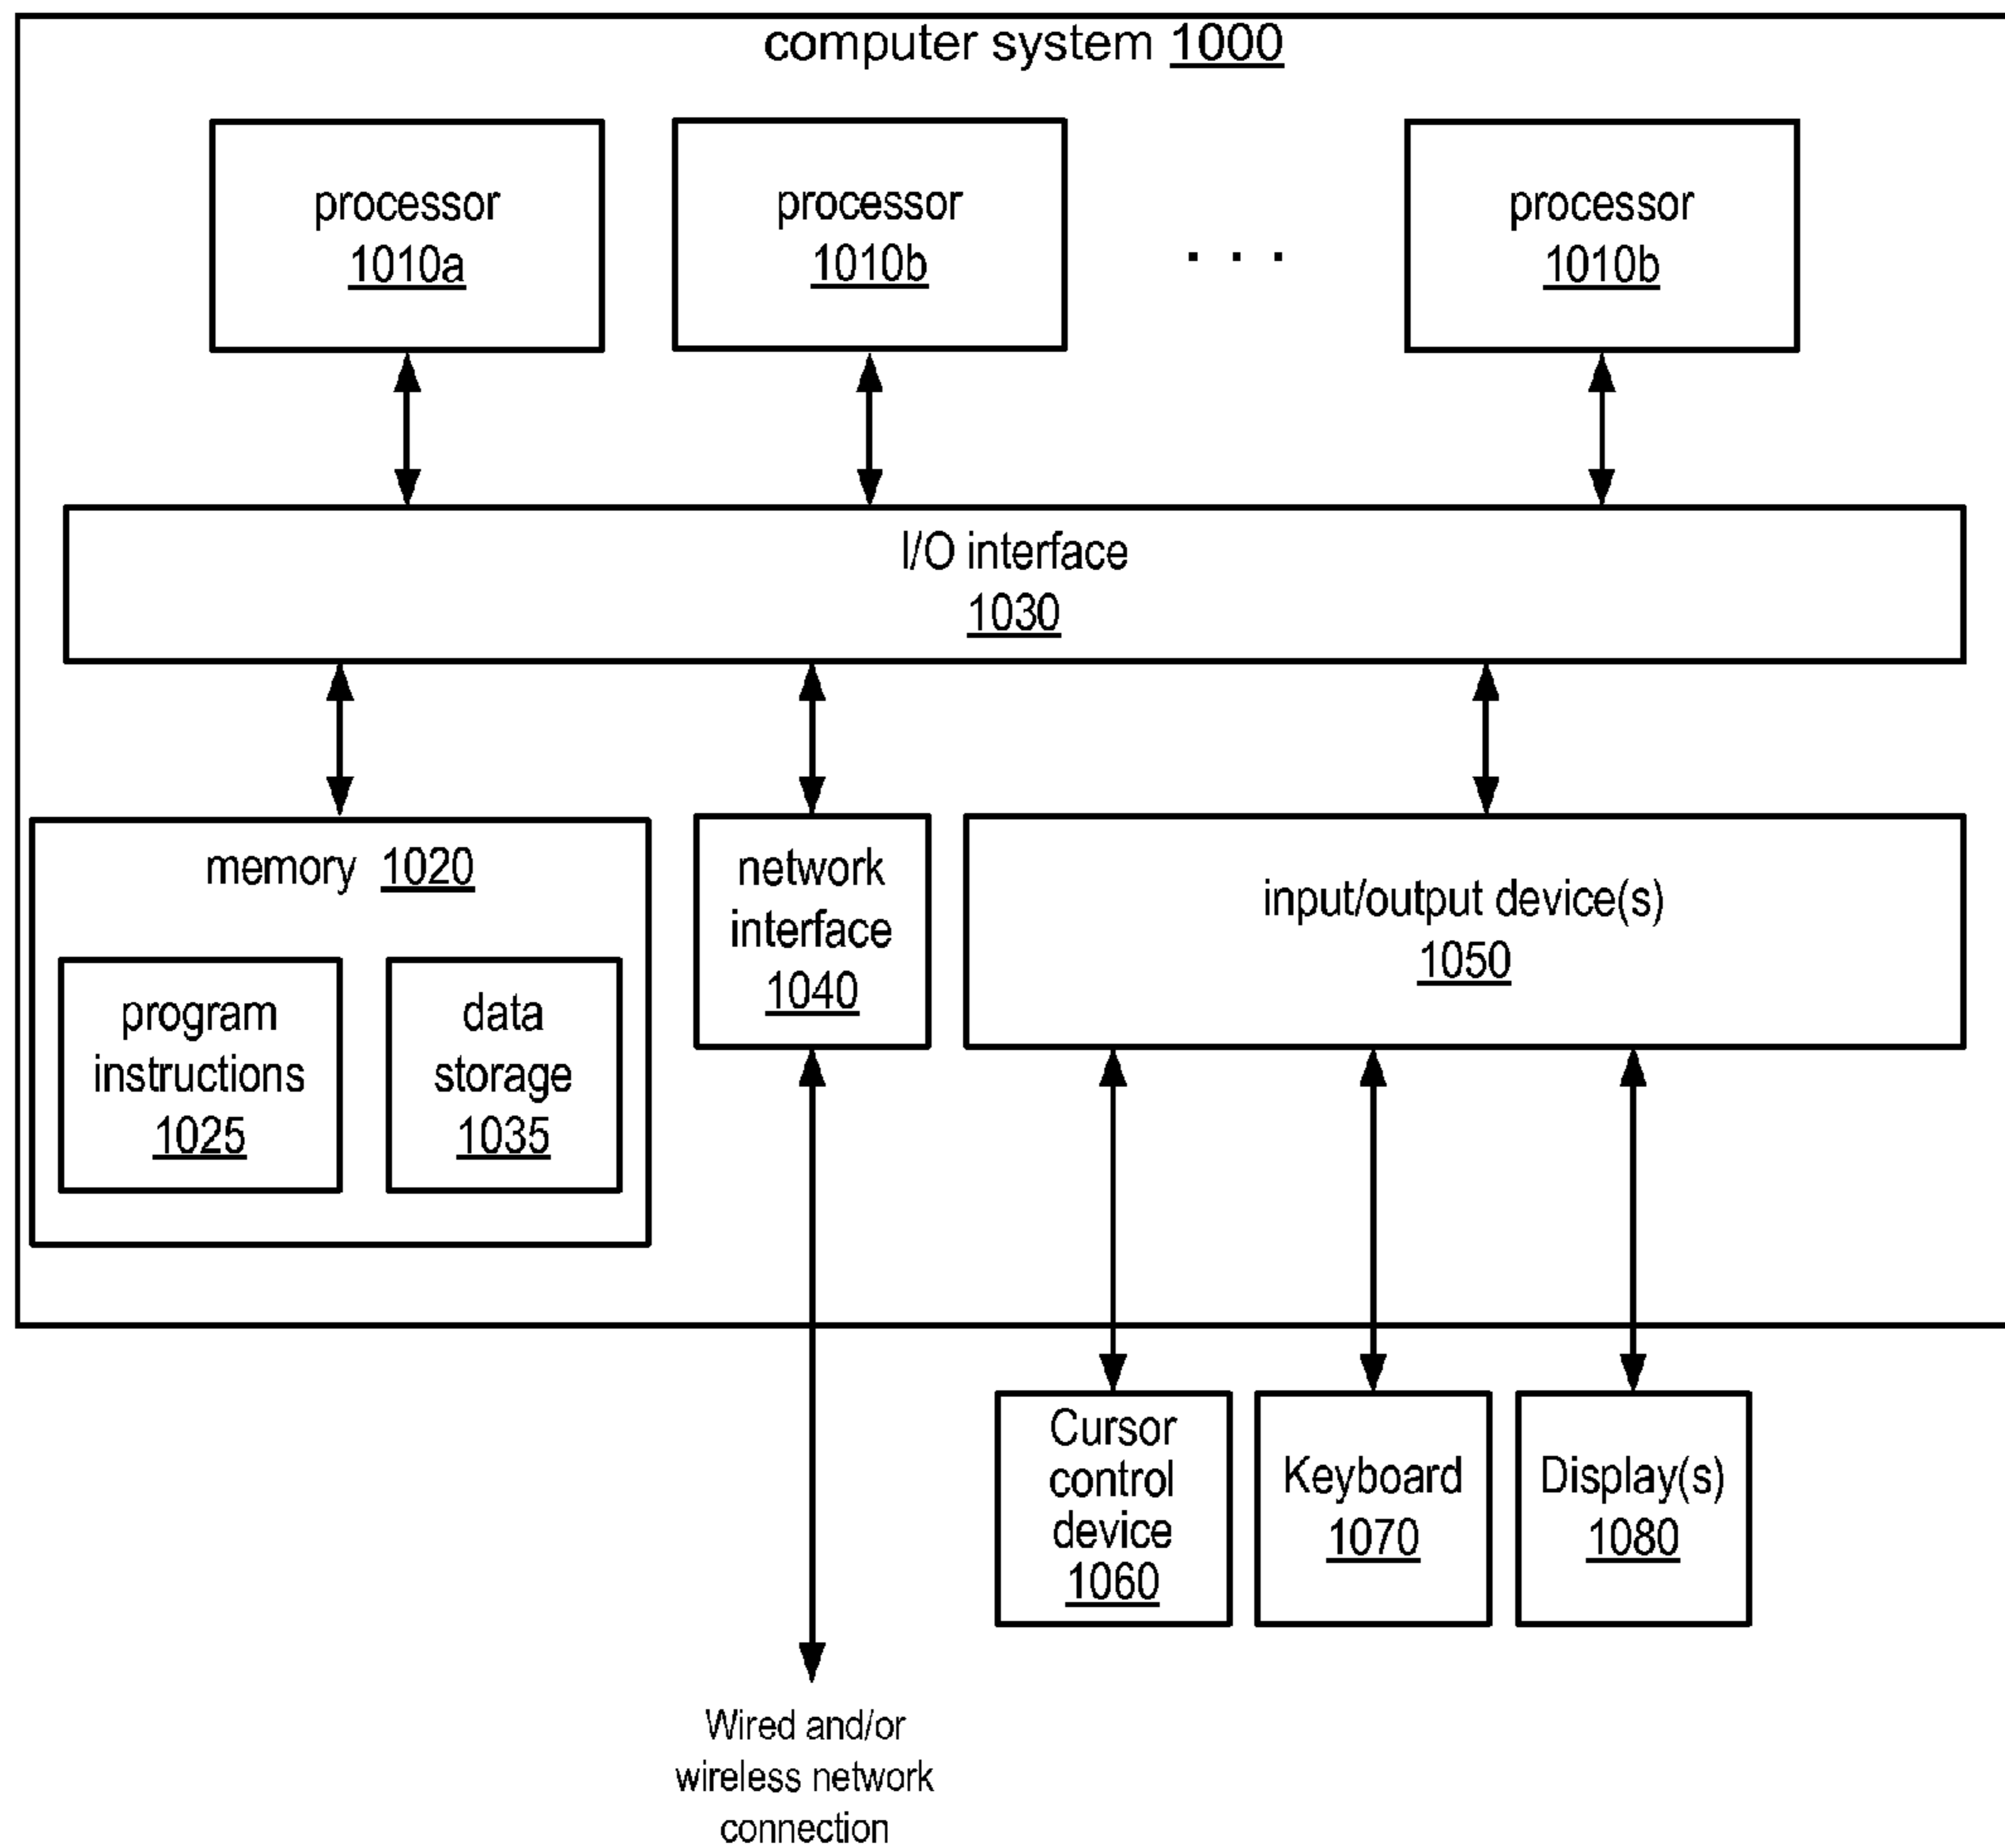 computer system 1000
processor
1010a
processor
1010b
. . .
processor
1010b
I/O interface
1030
memory 1020
program
instructions
1025
data
storage
1035
network
interface
1040
input/output device(s)
1050
Cursor
control
device
1060
Keyboard
1070
Display(s)
1080
Wired and/or
wireless network
connection